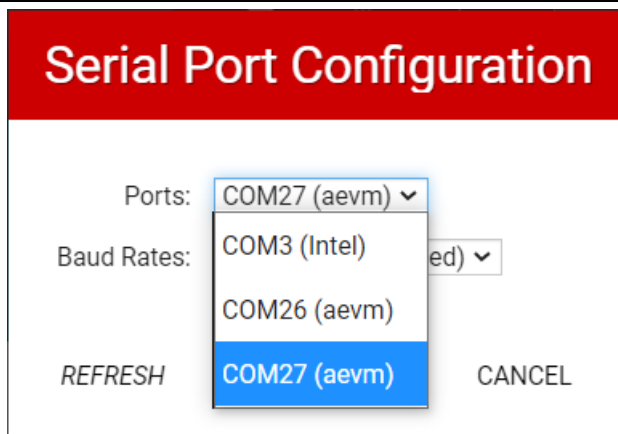 Serial Port Configuration
Ports: COM27 (aevm)
COM3 (Intel)
Baud Rates: ed)
COM26 (aevm)
COM27 (aevm)
REFRESH CANCEL